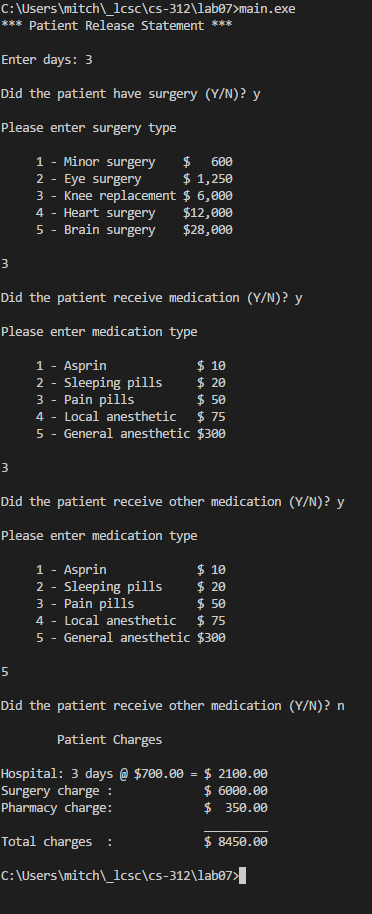 C:\Users\mitch\_lcsc\cs-312\lab07>main.exe
*** Patient Release Statement ***
Enter days: 3
Did the patient have surgery (Y/N)? y
Please enter surgery type
1 - Minor surgery    $   600
2 - Eye surgery      $ 1,250
3 - Knee replacement $ 6,000
4 - Heart surgery    $12,000
5 - Brain surgery    $28,000
3
Did the patient receive medication (Y/N)? y
Please enter medication type
1 - Asprin             $ 10
2 - Sleeping pills     $ 20
3 - Pain pills         $ 50
4 - Local anesthetic   $ 75
5 - General anesthetic $300
3
Did the patient receive other medication (Y/N)? y
Please enter medication type
1 - Asprin             $ 10
2 - Sleeping pills     $ 20
3 - Pain pills         $ 50
4 - Local anesthetic   $ 75
5 - General anesthetic $300
5
Did the patient receive other medication (Y/N)? n
Patient Charges
Hospital: 3 days @ $700.00 = $ 2100.00
Surgery charge :             $ 6000.00
Pharmacy charge:             $  350.00
_________
Total charges  :             $ 8450.00
C:\Users\mitch\_lcsc\cs-312\lab07>